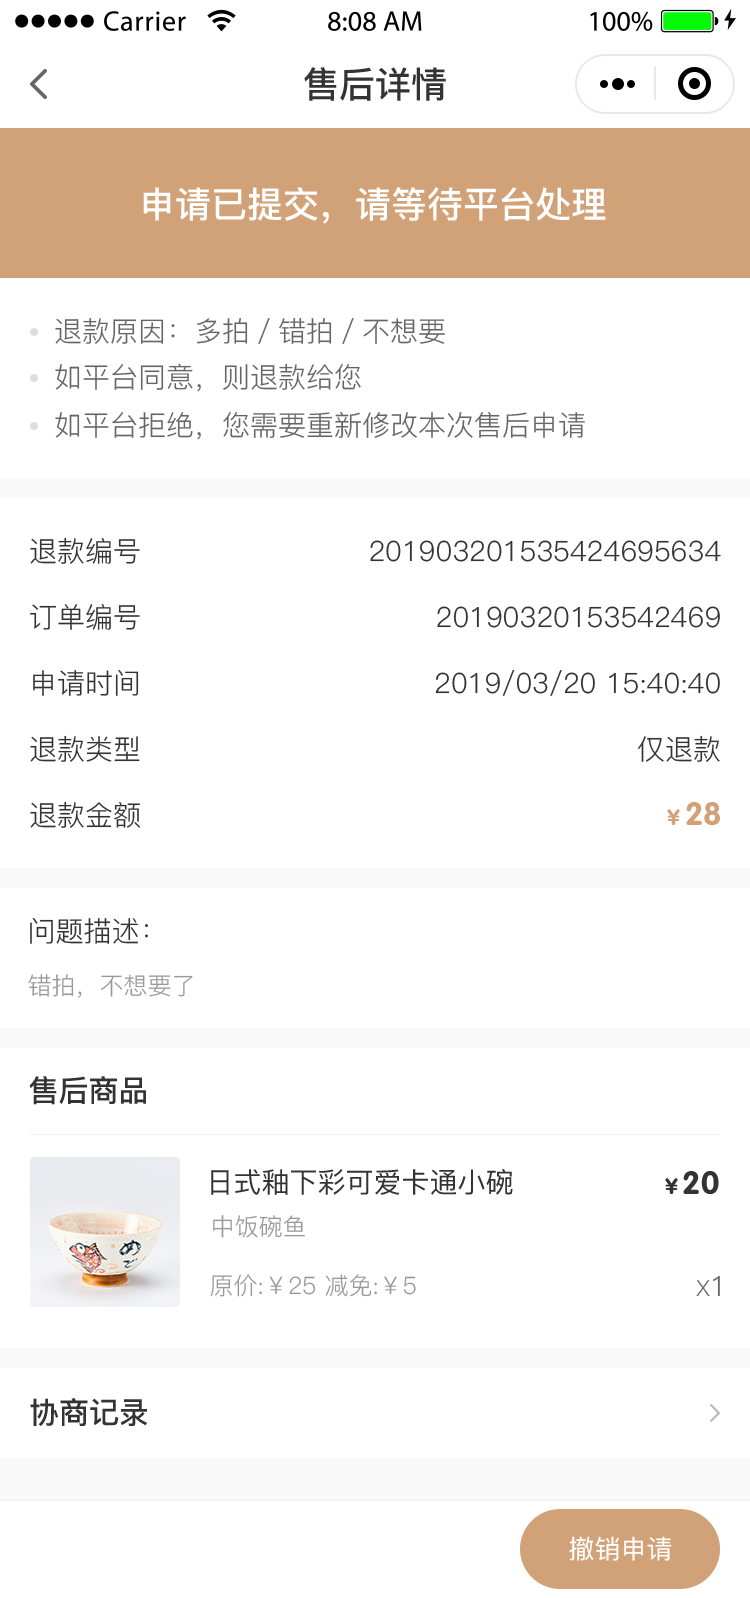 Carrier 8:08 AM 100%
售后详情
申请已提交，请等待平台处理
退款原因：多拍 / 错拍 / 不想要
如平台同意，则退款给您
如平台拒绝，您需要重新修改本次售后申请
退款编号 201903201535424695634
订单编号 20190320153542469
申请时间 2019/03/20 15:40:40
退款类型 仅退款
退款金额 ¥28
问题描述：
错拍，不想要了
售后商品
日式釉下彩可爱卡通小碗 ¥20
中饭碗鱼
原价:¥25 减免:¥5 x1
协商记录
撤销申请